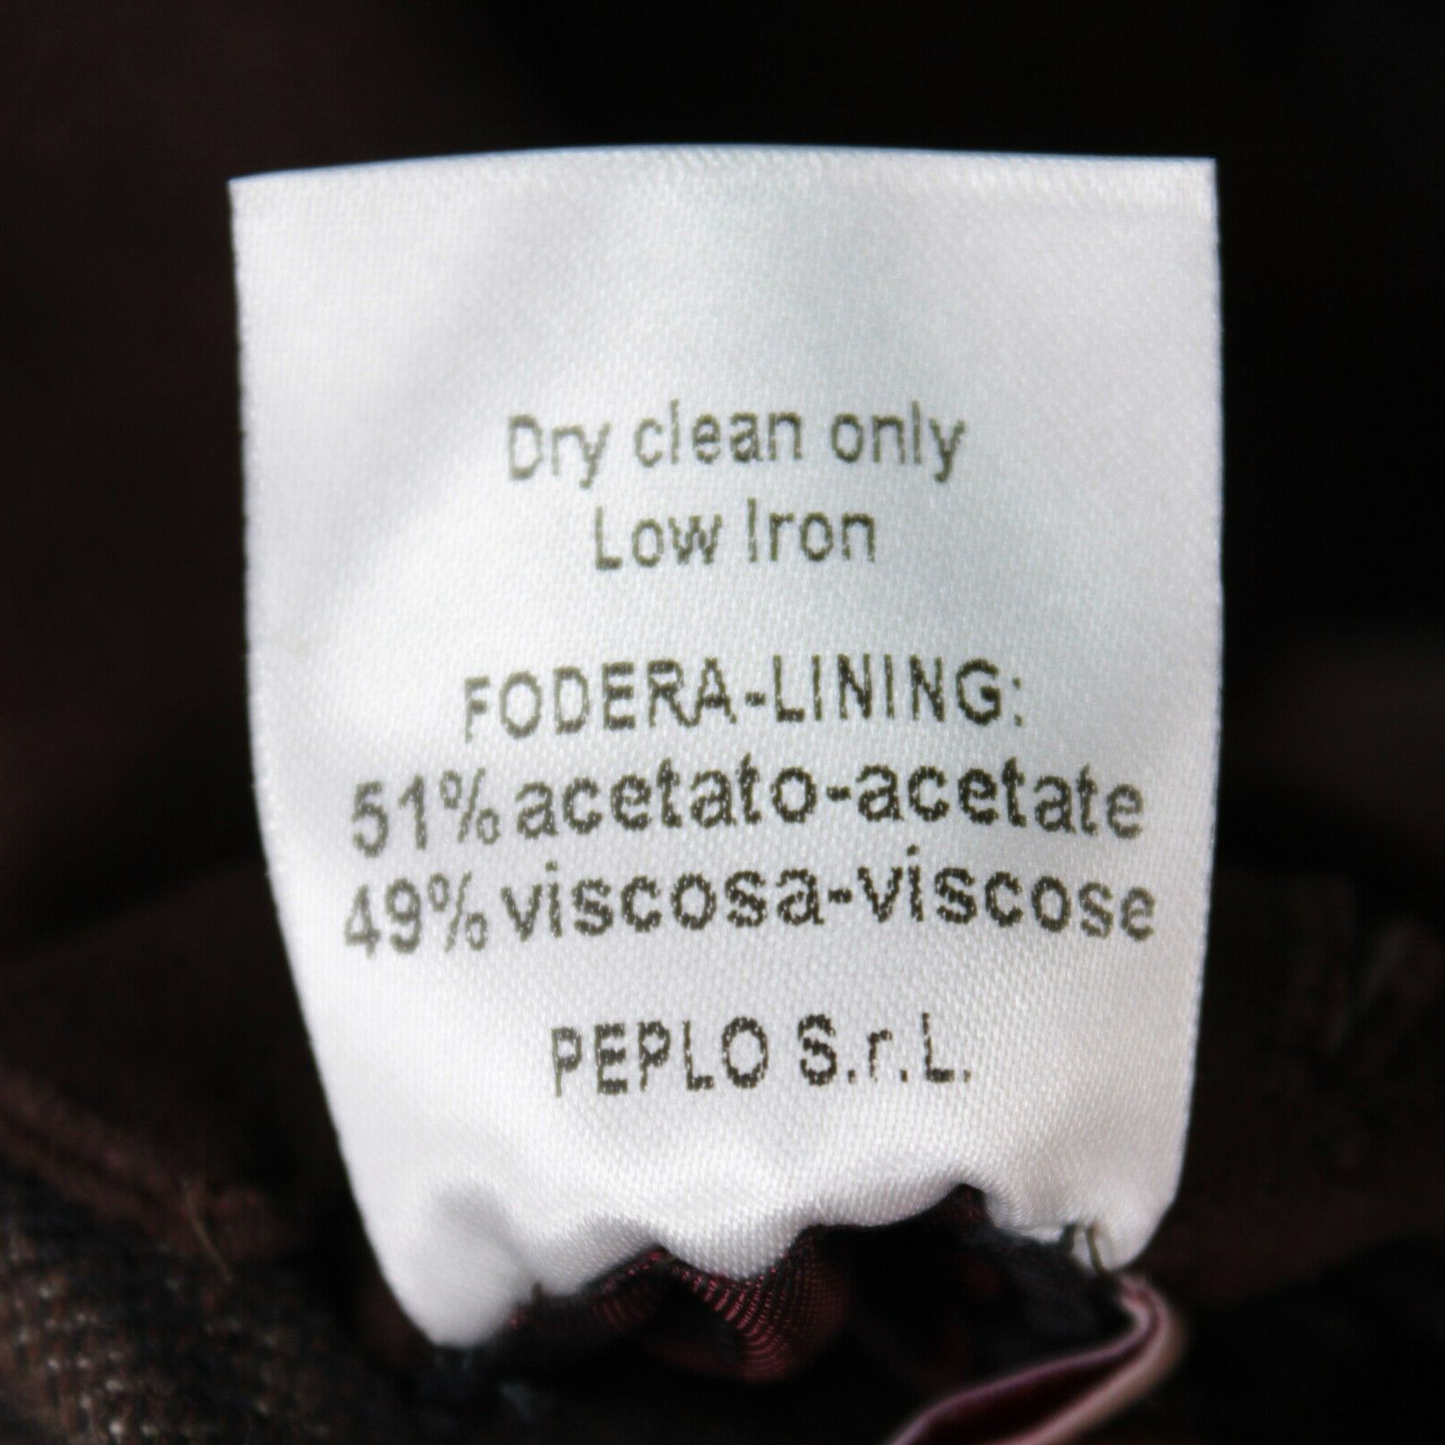 Dry clean only
Low Iron
FODERA-LINING:
51% acetato-acetate
49% viscosa-viscose
PEPLO S.r.L.